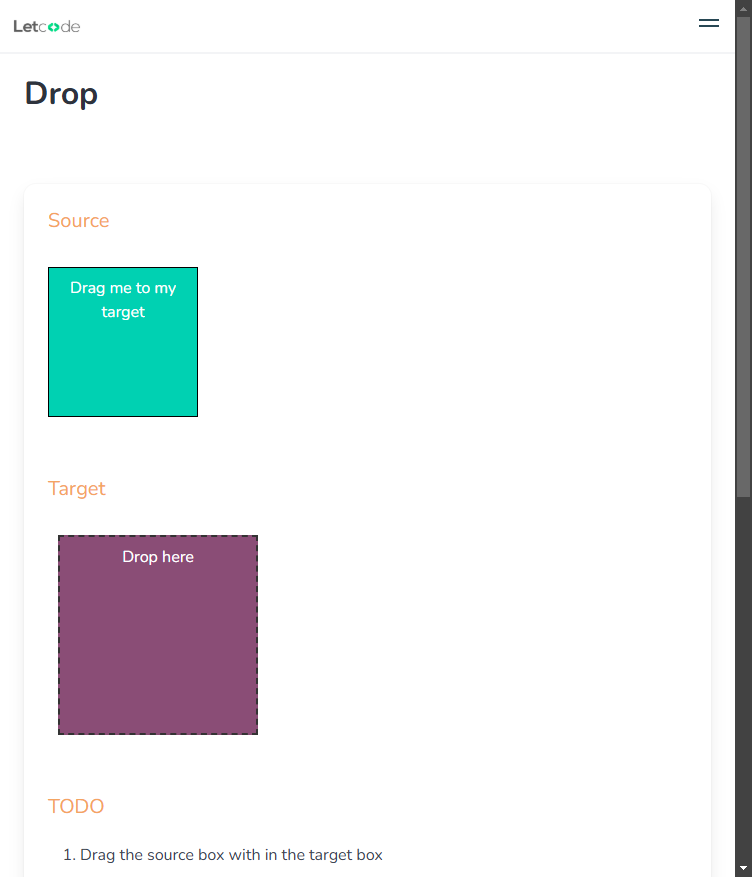 Letcode
Drop
Source
Drag me to my
target
Target
Drop here
TODO
1. Drag the source box with in the target box